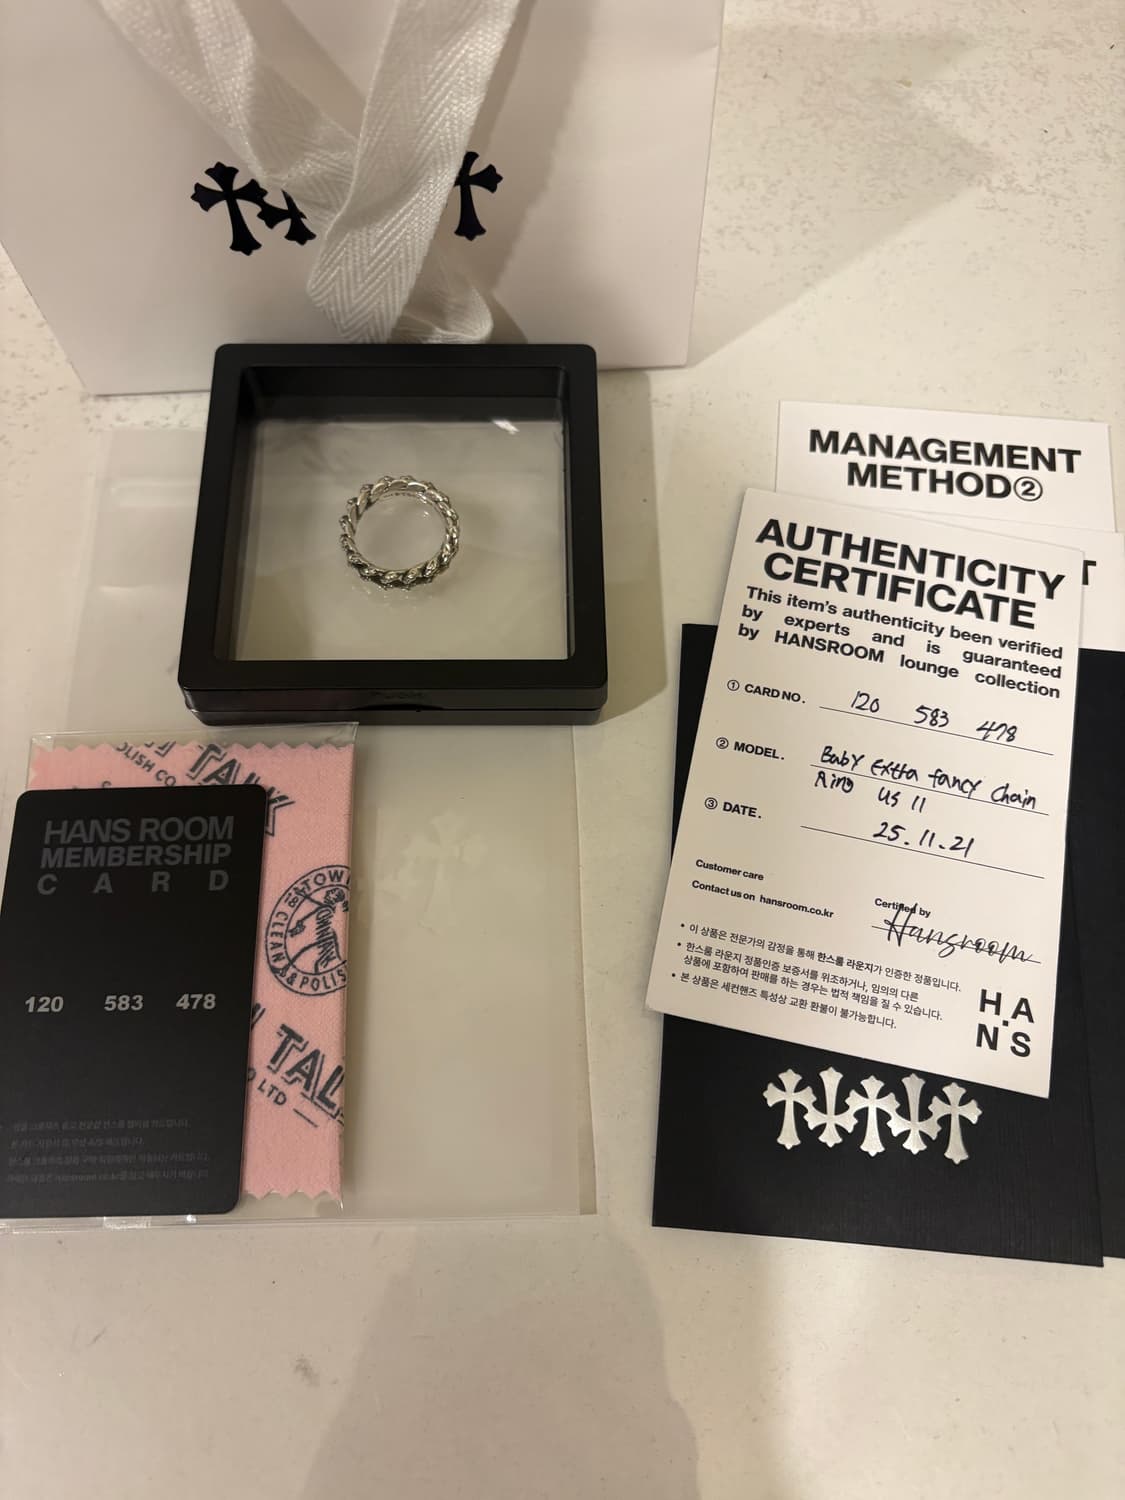 MANAGEMENT
METHOD②
T
AUTHENTICITY
CERTIFICATE
This item's authenticity been verified
by experts and is guaranteed
by HANSROOM lounge collection
① CARD NO. 120 583 478
② MODEL. Baby Extra fancy Chain
Ring US 11
③ DATE. 25.11.21
Customer care
Contact us on hansroom.co.kr
Certified by
Hansroom
• 이 상품은 전문가의 감정을 통해 한스룸 라운지가 인증한 정품입니다.
• 한스룸 라운지 정품인증 보증서를 위조하거나, 임의의 다른
상품에 포함하여 판매를 하는 경우는 법적 책임을 질 수 있습니다.
• 본 상품은 세컨핸즈 특성상 교환 환불이 불가능합니다.
HA
N'S
TALK
LISH CO
TOWN
CLEAN & POLIS
TOWN TALK
TAL
O LTD
HANS ROOM
MEMBERSHIP
CARD
120 583 478